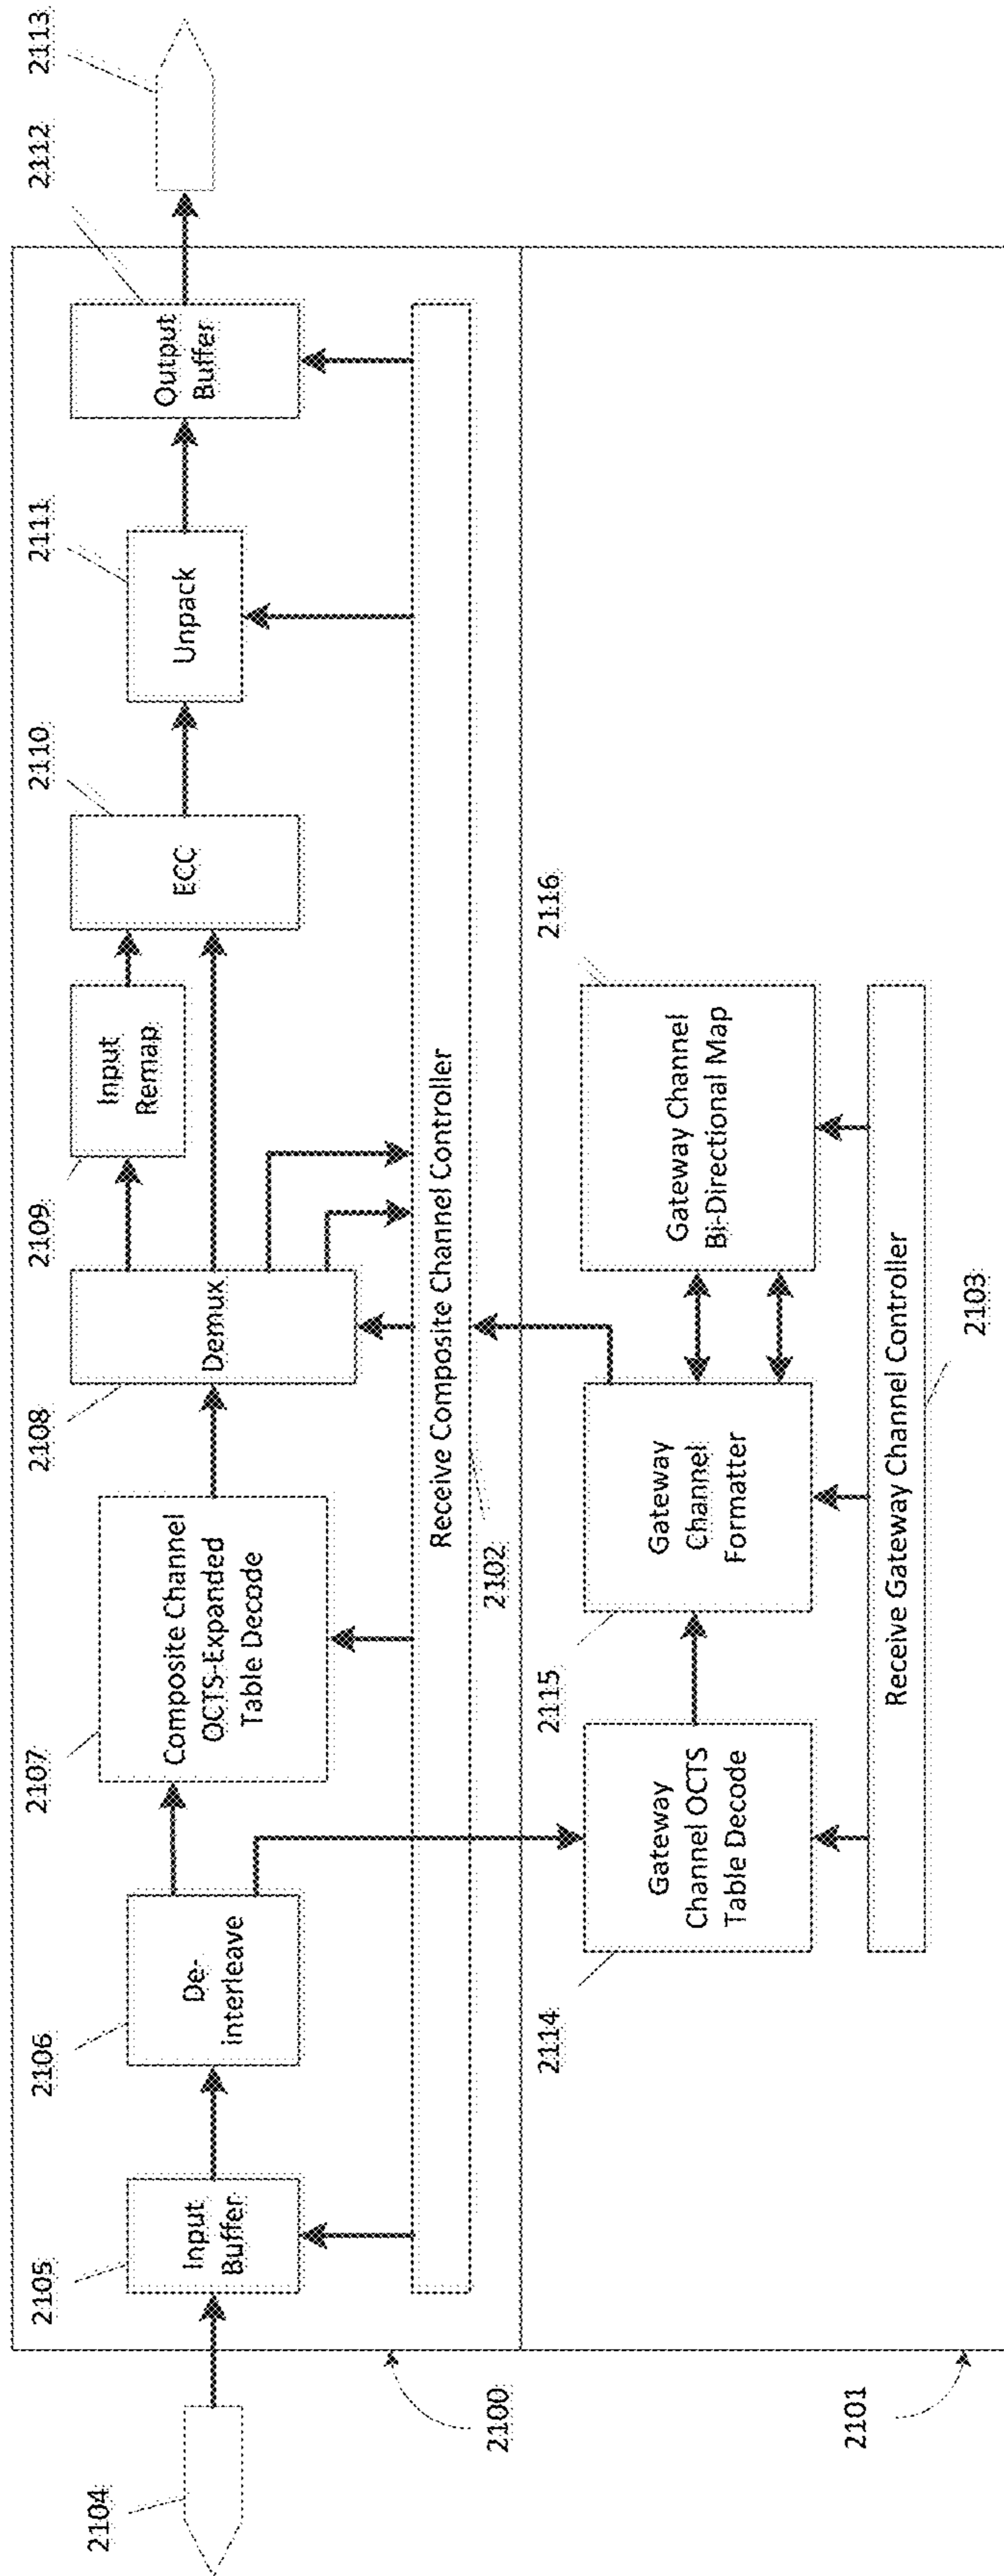 2104
2105
2106
2107
2108
2109
2110
2111
2112
2113
Input
Buffer
De-
interleave
Composite Channel
OCTS-Expanded
Table Decode
Demux
Input
Remap
ECC
Unpack
Output
Buffer
Receive Composite Channel Controller
2102
2100
2114
2115
2116
Gateway
Channel OCTS
Table Decode
Gateway
Channel
Formatter
Gateway Channel
Bi-Directional Map
Receive Gateway Channel Controller
2103
2101